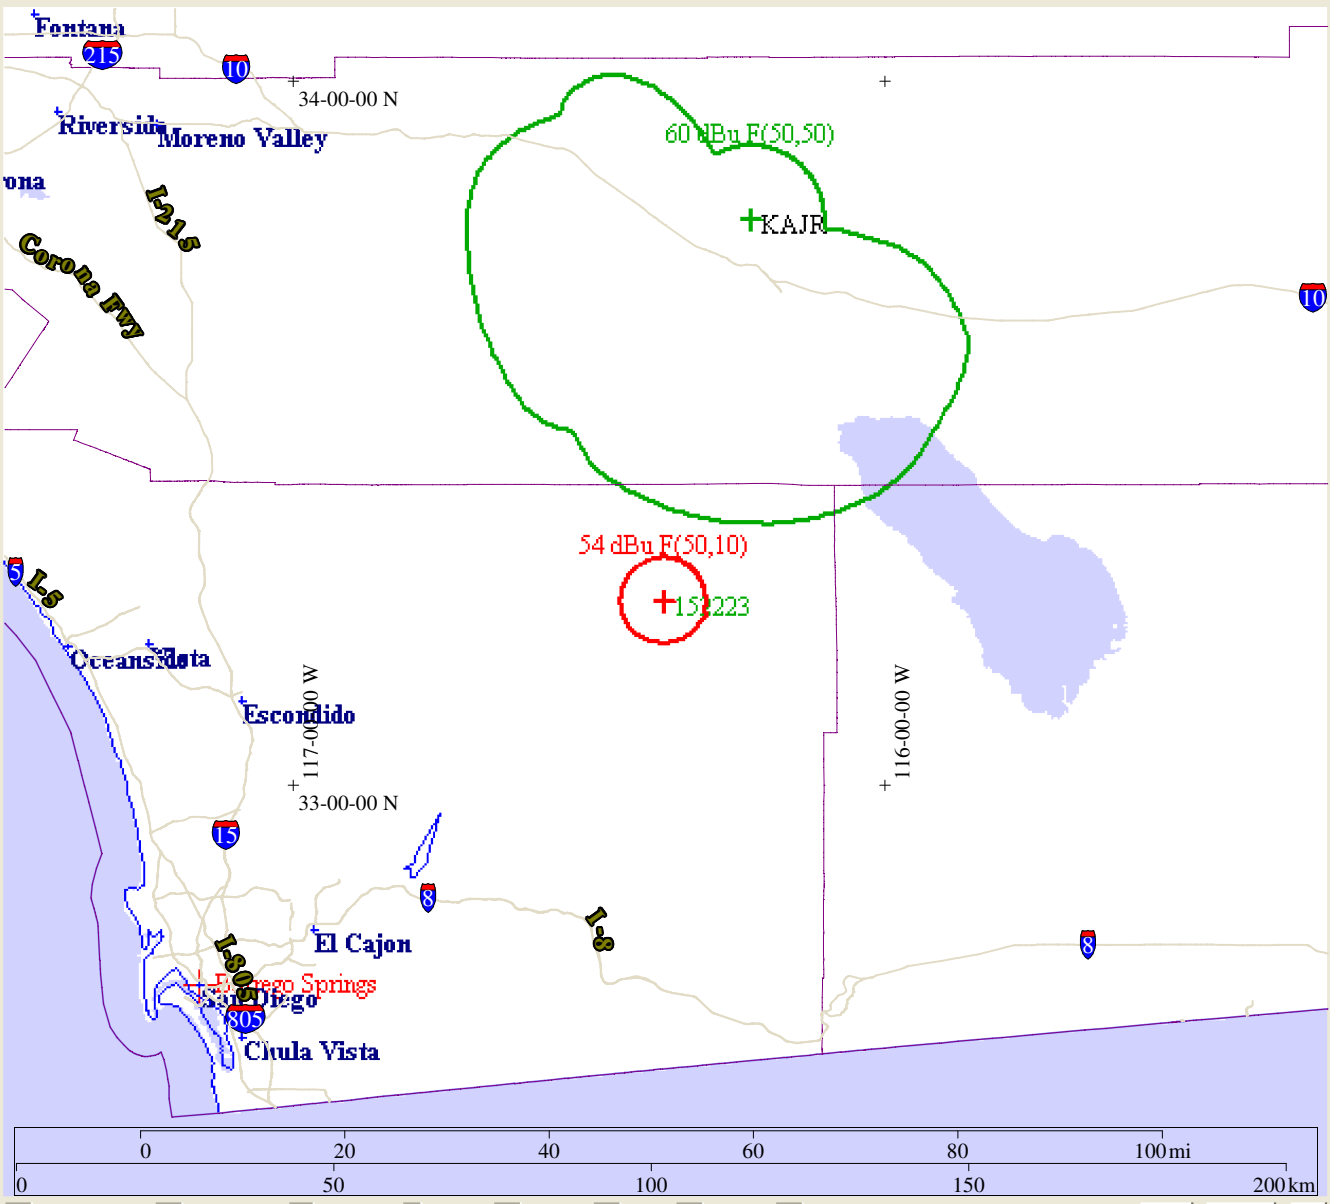 Fontana
215
10
34-00-00 N
Riverside
Moreno Valley
60 dBu F(50,50)
ona
I-215
KAJR
Corona Fwy
10
54 dBu F(50,10)
5
I-5
152223
Oceanside
Vista
117-00-00 W
116-00-00 W
Escondido
33-00-00 N
15
8
I-8
El Cajon
8
I-805
Borrego Springs
San Diego
805
Chula Vista
0 20 40 60 80 100 mi
0 50 100 150 200 km